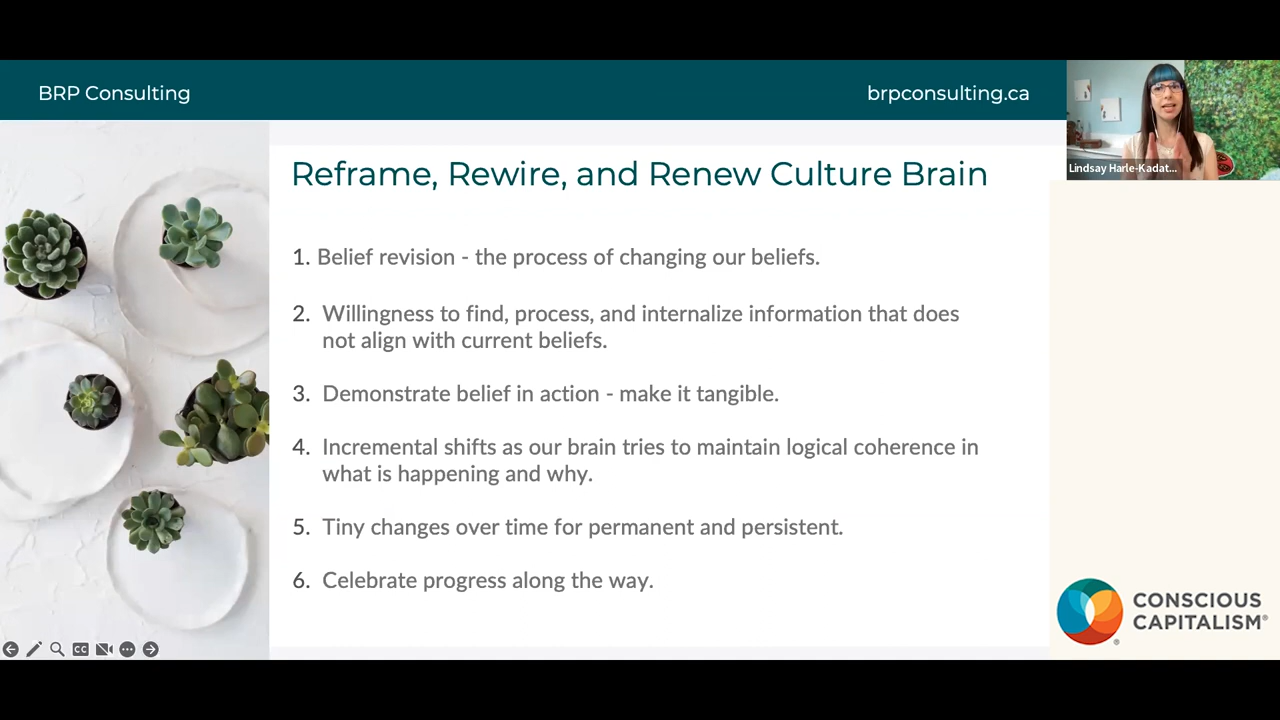 BRP Consulting
brpconsulting.ca
Lindsay Harle-Kadat...
Reframe, Rewire, and Renew Culture Brain
1. Belief revision - the process of changing our beliefs.
2. Willingness to find, process, and internalize information that does
not align with current beliefs.
3. Demonstrate belief in action - make it tangible.
4. Incremental shifts as our brain tries to maintain logical coherence in
what is happening and why.
5. Tiny changes over time for permanent and persistent.
6. Celebrate progress along the way.
CONSCIOUS
CAPITALISM®
®
CC